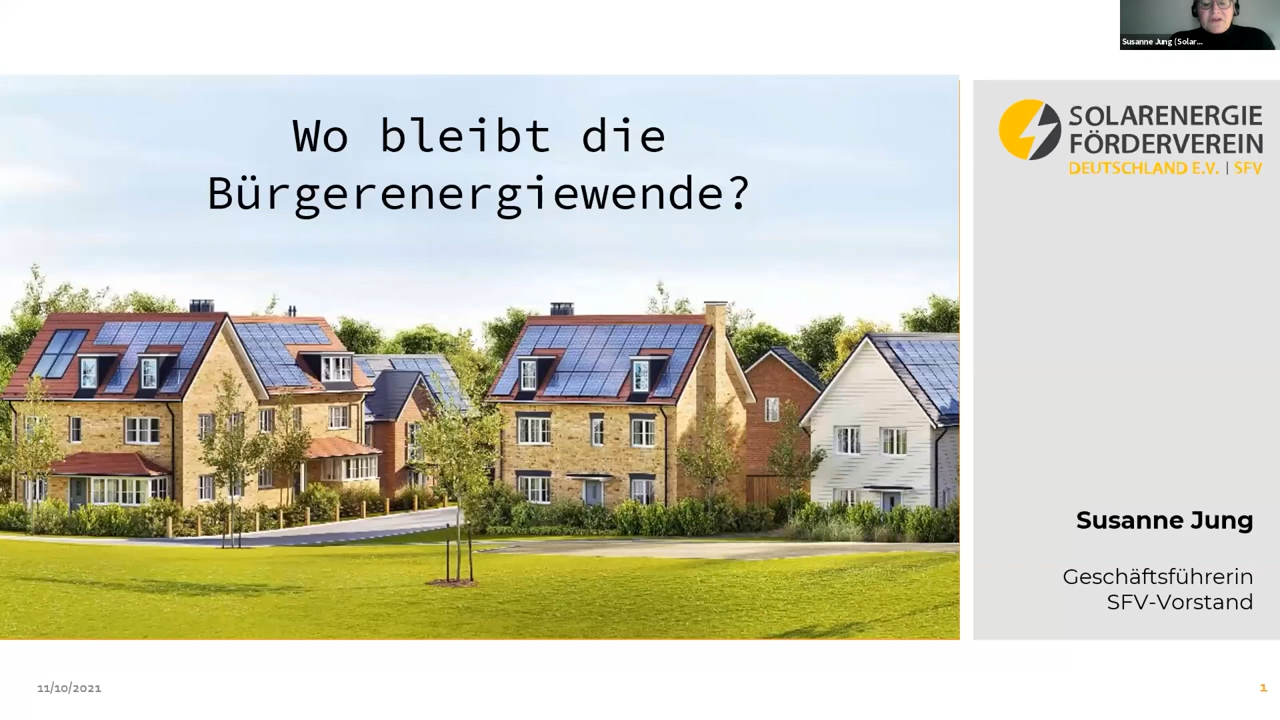 Susanne Jung (Solar...
Wo bleibt die
Bürgerenergiewende?
SOLARENERGIE
FÖRDERVEREIN
DEUTSCHLAND E.V. | SFV
Susanne Jung
Geschäftsführerin
SFV-Vorstand
11/10/2021
1